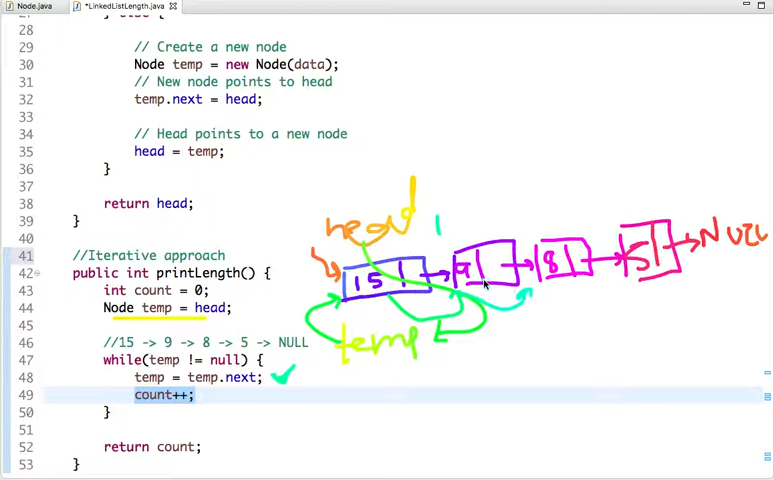 Node.java *LinkedListLength.java
27 } else {
28
29 // Create a new node
30 Node temp = new Node(data);
31 // New node points to head
32 temp.next = head;
33
34 // Head points to a new node
35 head = temp;
36 }
37
38 return head;
39 }
40
41 //Iterative approach
42 public int printLength() {
43 int count = 0;
44 Node temp = head;
45
46 //15 -> 9 -> 8 -> 5 -> NULL
47 while(temp != null) {
48 temp = temp.next;
49 count++;
50 }
51
52 return count;
53 }
head 1
15 9 8 5 NULL
temp